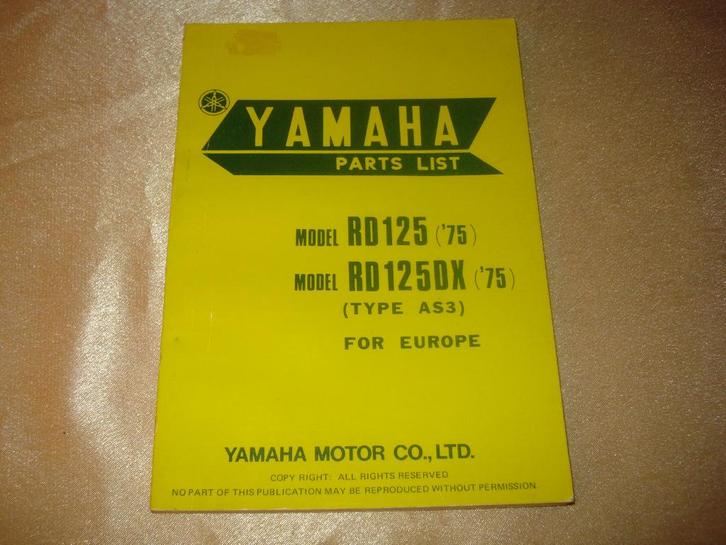 YAMAHA
PARTS LIST
MODEL RD125 ('75)
MODEL RD125DX ('75)
(TYPE AS3)
FOR EUROPE
YAMAHA MOTOR CO., LTD.
COPY RIGHT: ALL RIGHTS RESERVED
NO PART OF THIS PUBLICATION MAY BE REPRODUCED WITHOUT PERMISSION.